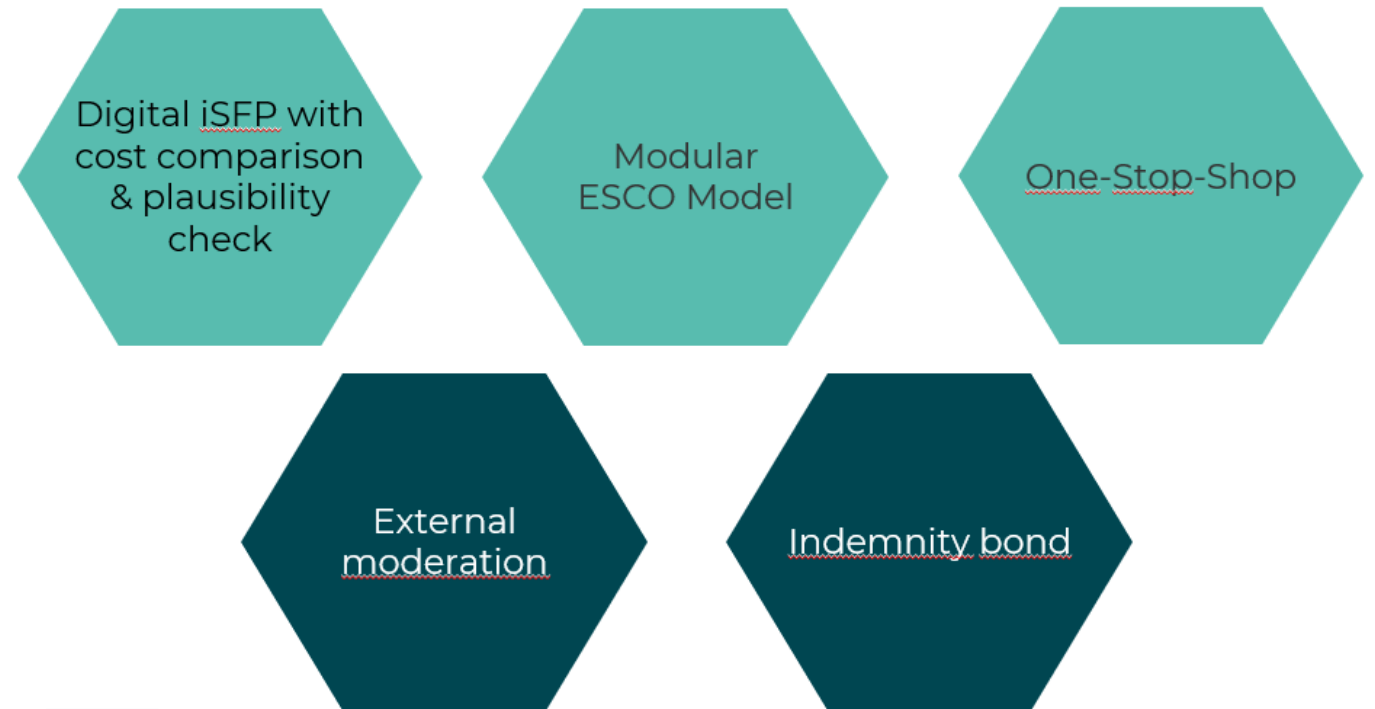 Digital iSFP with
cost comparison
& plausibility
check
Modular
ESCO Model
One-Stop-Shop
External
moderation
Indemnity bond